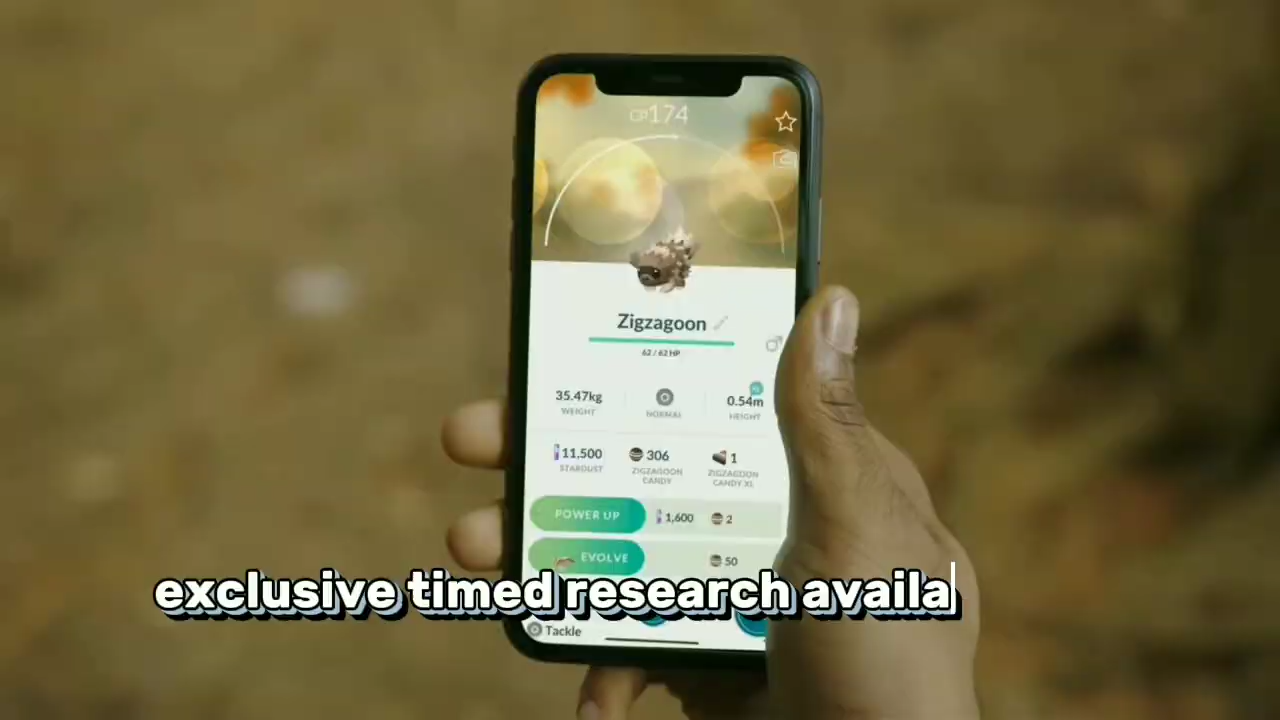 CP174
Zigzagoon
62 / 62 HP
35.47kg
WEIGHT
NORMAL
0.54m
HEIGHT
11,500
STARDUST
306
ZIGZAGOON
CANDY
1
ZIGZAGOON
CANDY XL
POWER UP
1,600
2
EVOLVE
50
exclusive timed research availa
Tackle